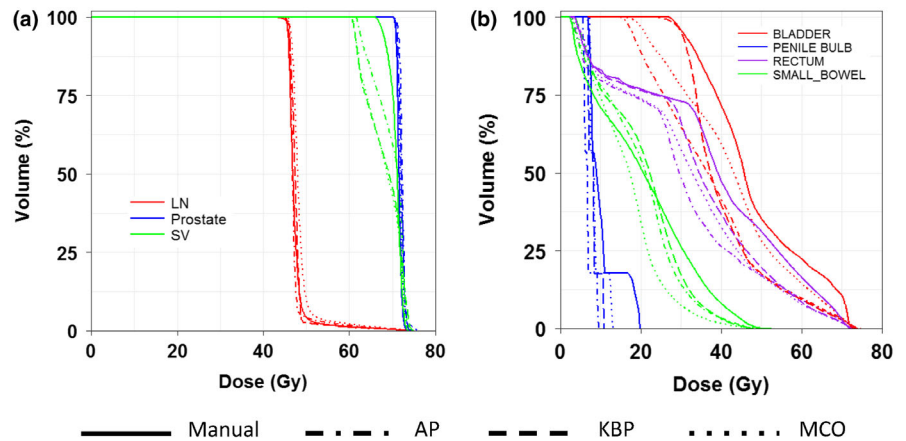 (a)
100
75
50
25
0
Volume (%)
LN
Prostate
SV
0 20 40 60 80
Dose (Gy)
(b)
100
75
50
25
0
Volume (%)
BLADDER
PENILE BULB
RECTUM
SMALL_BOWEL
0 20 40 60 80
Dose (Gy)
Manual AP KBP MCO